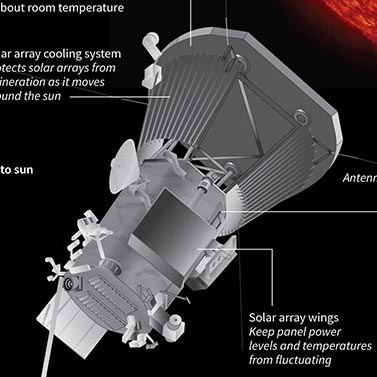 bout room temperature
ar array cooling system
tects solar arrays from
ineration as it moves
ound the sun
to sun
Antenn
Solar array wings
Keep panel power
levels and temperatures
from fluctuating